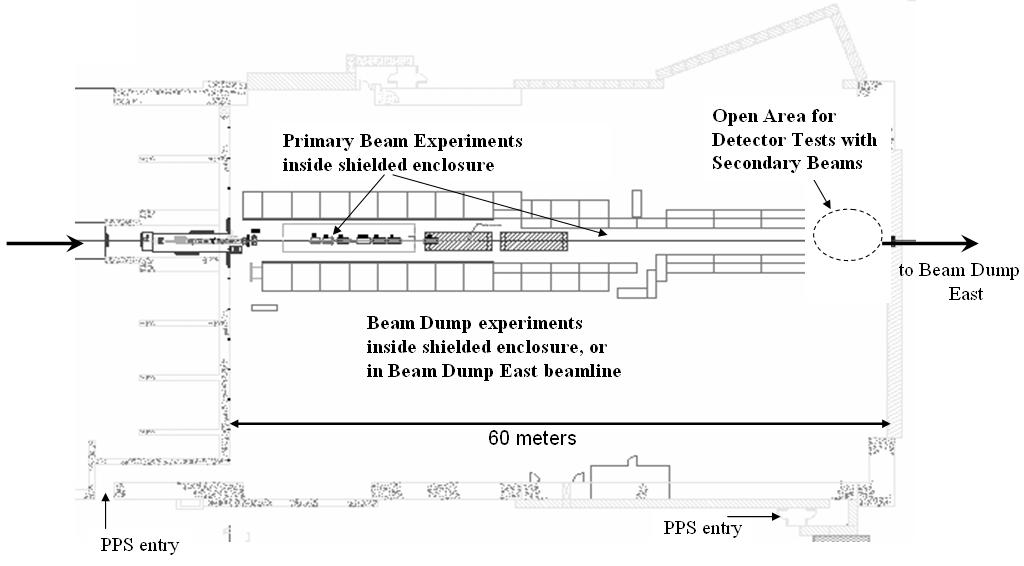 Primary Beam Experiments
inside shielded enclosure
Open Area for
Detector Tests with
Secondary Beams
to Beam Dump
East
Beam Dump experiments
inside shielded enclosure, or
in Beam Dump East beamline
60 meters
PPS entry
PPS entry